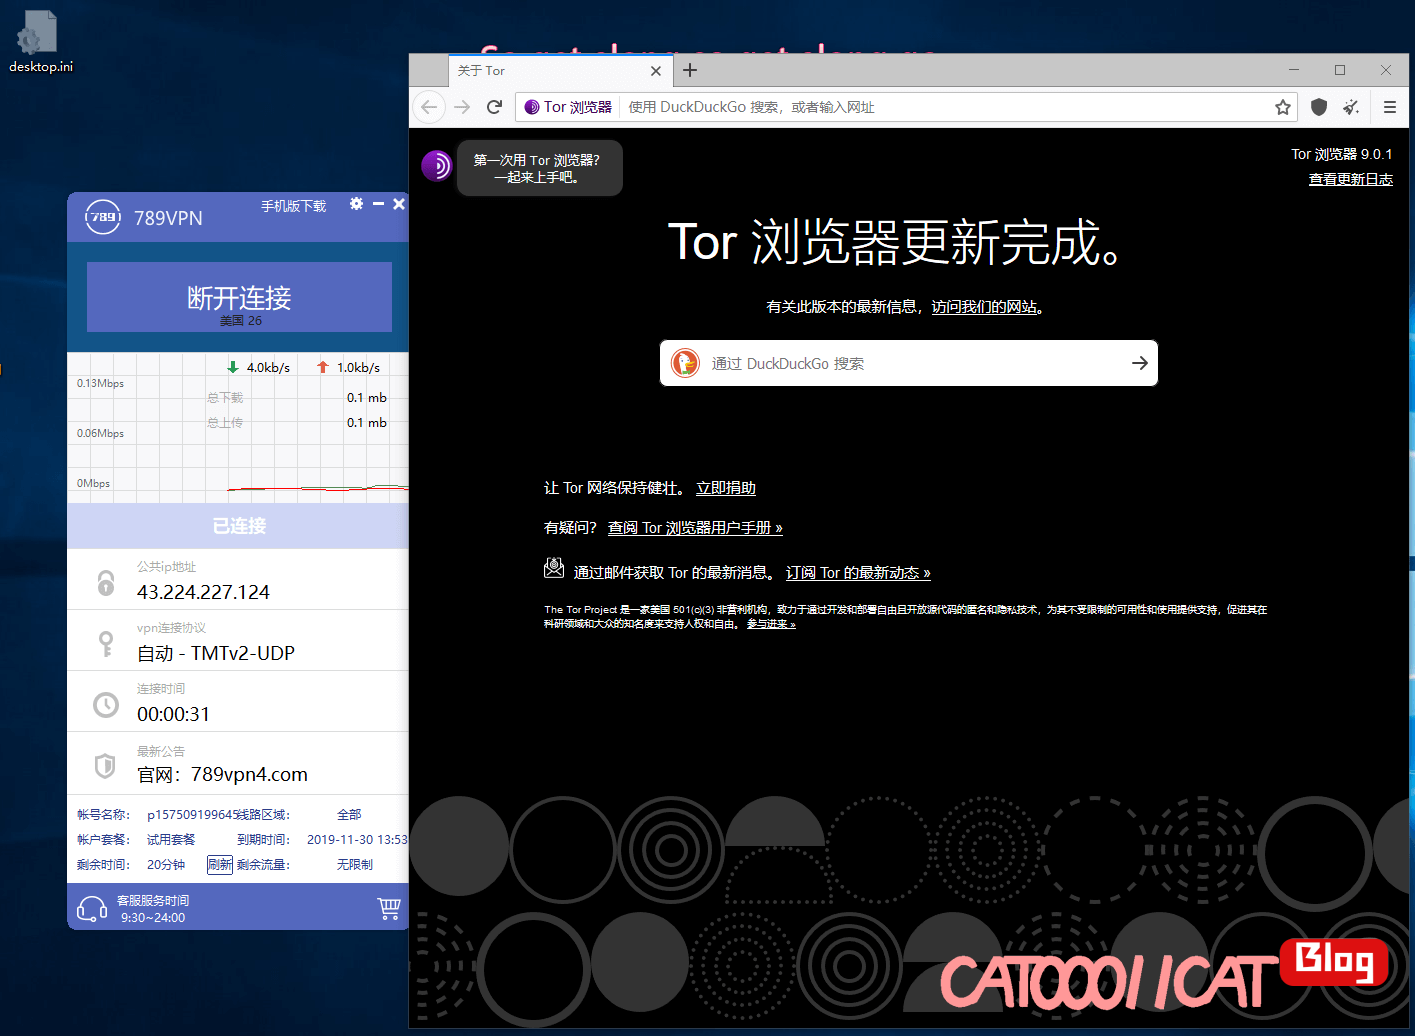 desktop.ini
关于 Tor
Tor 浏览器
使用 DuckDuckGo 搜索，或者输入网址
第一次用 Tor 浏览器？
一起来上手吧。
Tor 浏览器 9.0.1
查看更新日志
Tor 浏览器更新完成。
有关此版本的最新信息，访问我们的网站。
通过 DuckDuckGo 搜索
让 Tor 网络保持健壮。 立即捐助
有疑问？ 查阅 Tor 浏览器用户手册 »
通过邮件获取 Tor 的最新消息。 订阅 Tor 的最新动态 »
The Tor Project 是一家美国 501(c)(3) 非营利机构，致力于通过开发和部署自由且开放源代码的匿名和隐私技术，为其不受限制的可用性和使用提供支持，促进其在
科研领域和大众的知名度来支持人权和自由。 参与进来 »
789
789VPN
手机版下载
断开连接
美国 26
4.0kb/s 1.0kb/s
0.13Mbps
总下载 0.1 mb
总上传 0.1 mb
0.06Mbps
0Mbps
已连接
公共ip地址
43.224.227.124
vpn连接协议
自动 - TMTv2-UDP
连接时间
00:00:31
最新公告
官网：789vpn4.com
帐号名称： p157509199645 线路区域： 全部
帐户套餐： 试用套餐 到期时间： 2019-11-30 13:53
剩余时间： 20分钟 刷新 剩余流量： 无限制
客服服务时间
9:30~24:00
CATOOOl llCAT Blog